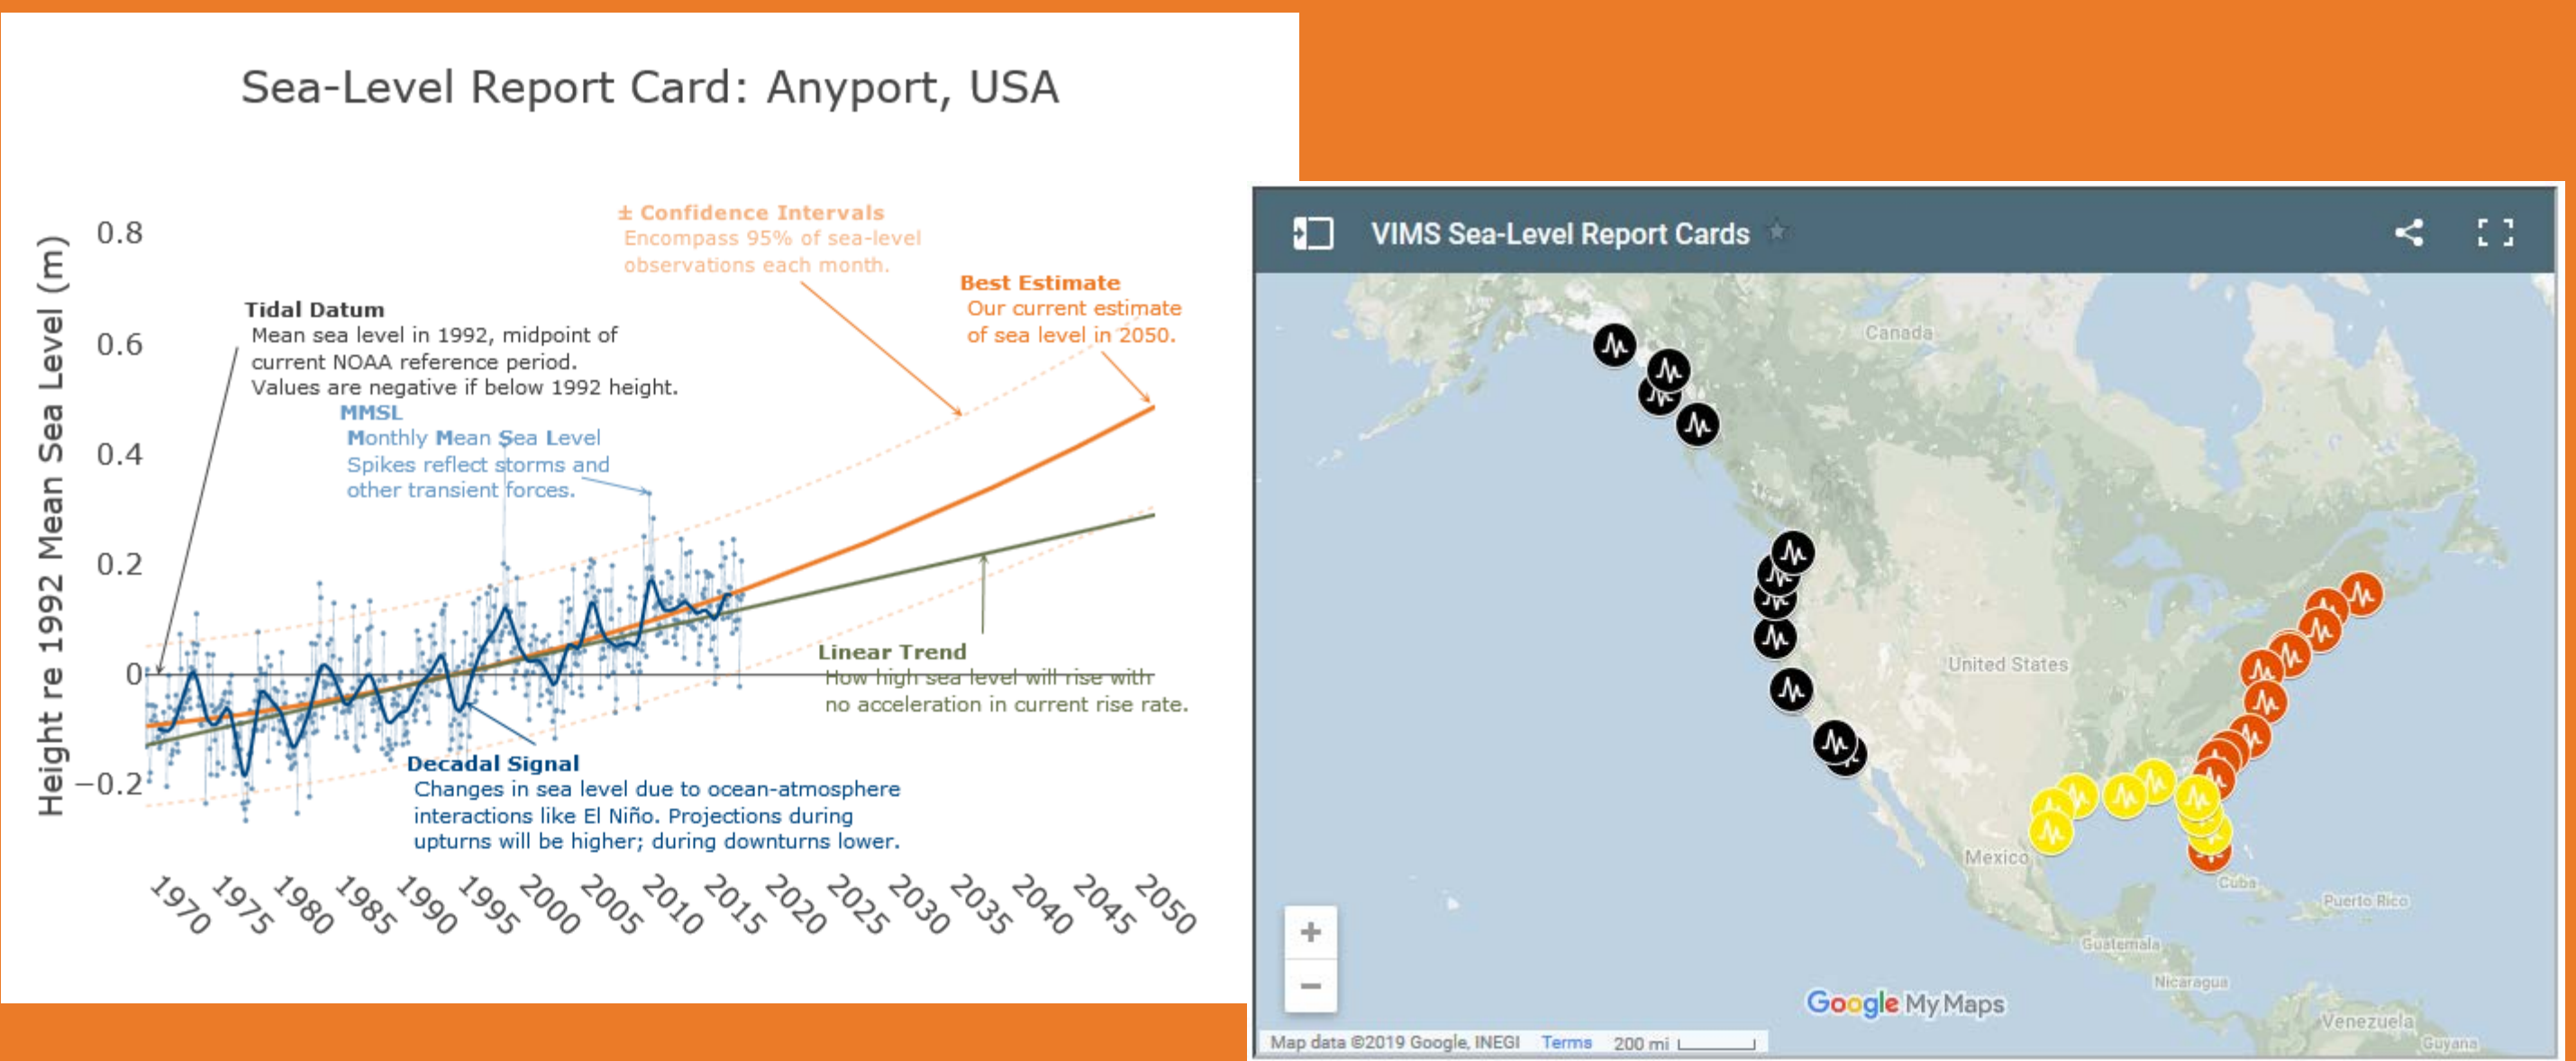 Sea-Level Report Card: Anyport, USA
Height re 1992 Mean Sea Level (m)
0.8
0.6
0.4
0.2
0
−0.2
± Confidence Intervals
Encompass 95% of sea-level
observations each month.
Best Estimate
Our current estimate
of sea level in 2050.
Tidal Datum
Mean sea level in 1992, midpoint of
current NOAA reference period.
Values are negative if below 1992 height.
MMSL
Monthly Mean Sea Level
Spikes reflect storms and
other transient forces.
Linear Trend
How high sea level will rise with
no acceleration in current rise rate.
Decadal Signal
Changes in sea level due to ocean-atmosphere
interactions like El Niño. Projections during
upturns will be higher; during downturns lower.
1970
1975
1980
1985
1990
1995
2000
2005
2010
2015
2020
2025
2030
2035
2040
2045
2050
VIMS Sea-Level Report Cards
Canada
United States
Mexico
Cuba
Puerto Rico
Guatemala
Nicaragua
Venezuela
Guyana
+
−
Google My Maps
Map data ©2019 Google, INEGI Terms 200 mi